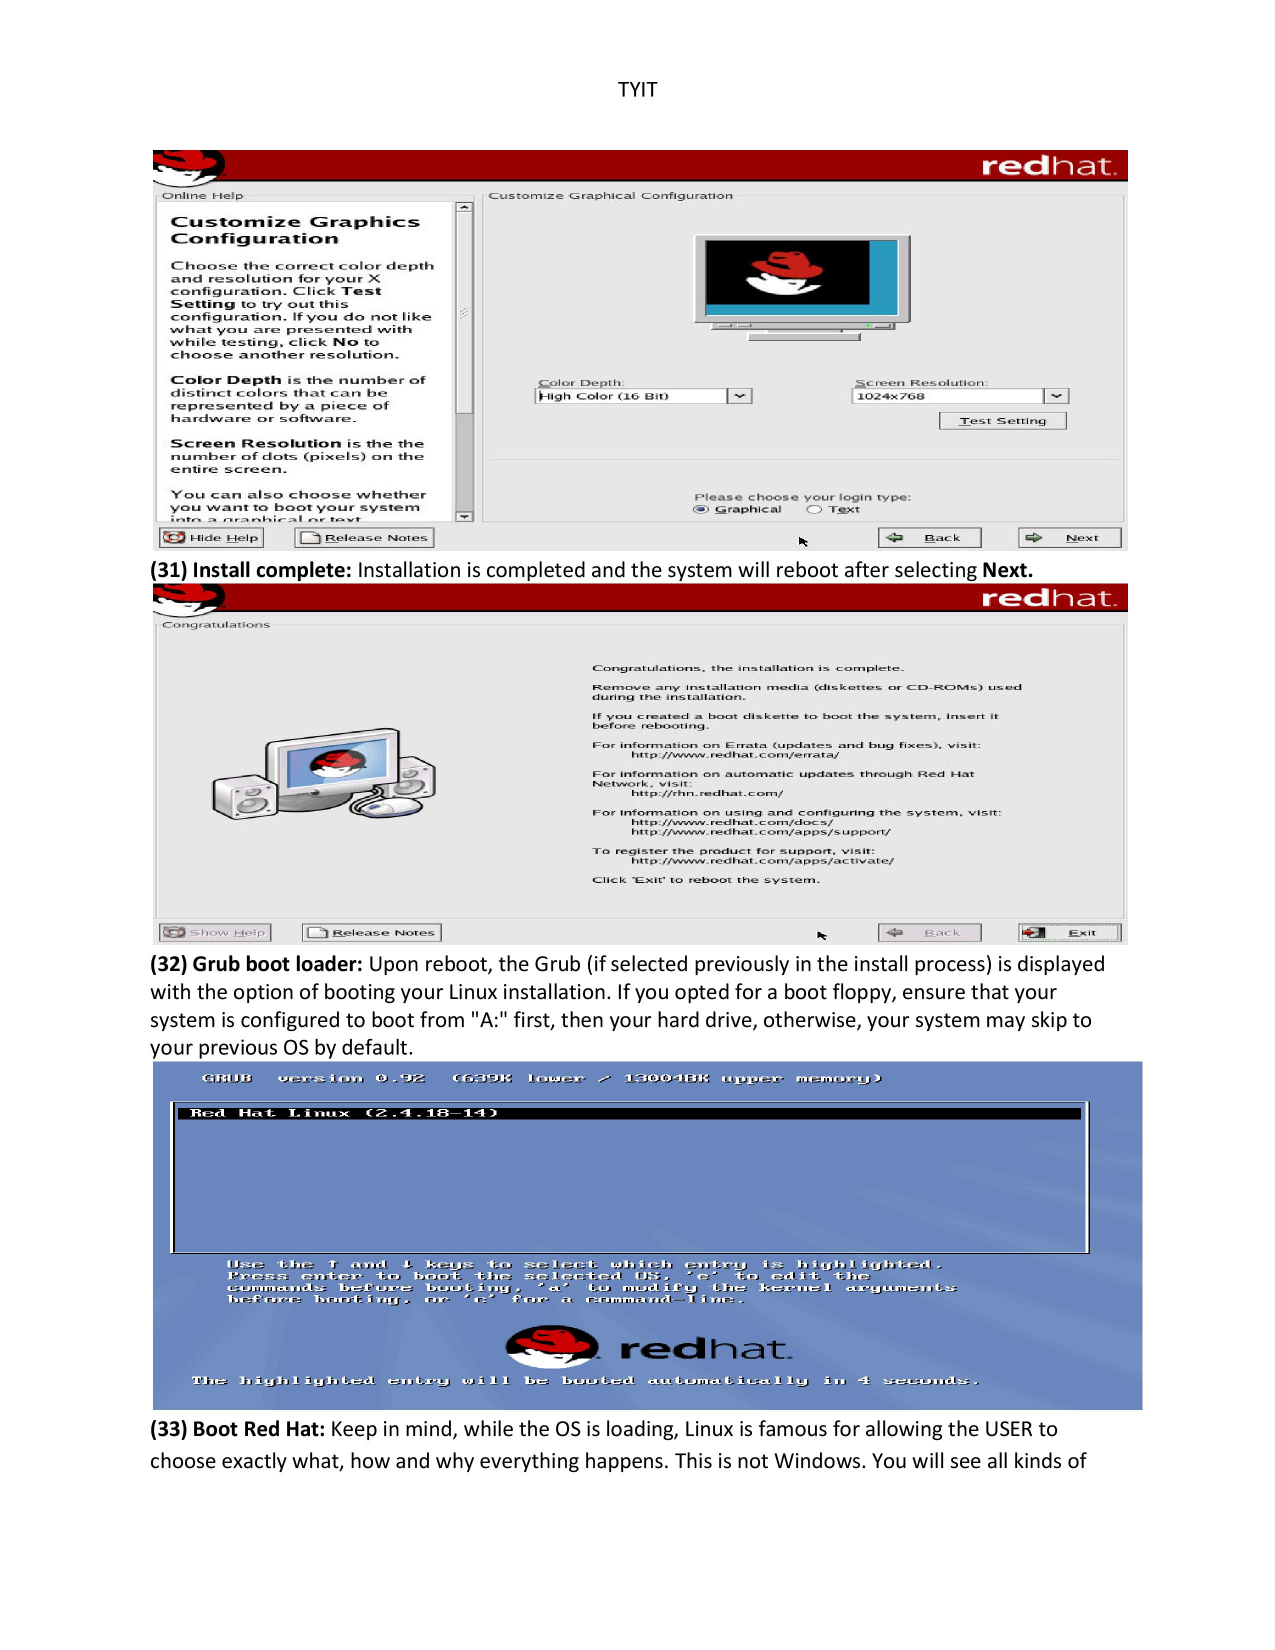 TYIT
redhat.
Online Help
Customize Graphics
Configuration
Choose the correct color depth
and resolution for your X
configuration. Click Test
Setting to try out this
configuration. If you do not like
what you are presented with
while testing, click No to
choose another resolution.
Color Depth is the number of
distinct colors that can be
represented by a piece of
hardware or software.
Screen Resolution is the the
number of dots (pixels) on the
entire screen.
You can also choose whether
you want to boot your system
into a graphical or text
Customize Graphical Configuration
Color Depth:
High Color (16 Bit)
Screen Resolution:
1024x768
Test Setting
Please choose your login type:
Graphical Text
Hide Help Release Notes Back Next
(31) Install complete: Installation is completed and the system will reboot after selecting Next.
redhat.
Congratulations
Congratulations, the installation is complete.
Remove any installation media (diskettes or CD-ROMs) used
during the installation.
If you created a boot diskette to boot the system, insert it
before rebooting.
For information on Errata (updates and bug fixes), visit:
http://www.redhat.com/errata/
For information on automatic updates through Red Hat
Network, visit:
http://rhn.redhat.com/
For information on using and configuring the system, visit:
http://www.redhat.com/docs/
http://www.redhat.com/apps/support/
To register the product for support, visit:
http://www.redhat.com/apps/activate/
Click 'Exit' to reboot the system.
Show Help Release Notes Back Exit
(32) Grub boot loader: Upon reboot, the Grub (if selected previously in the install process) is displayed
with the option of booting your Linux installation. If you opted for a boot floppy, ensure that your
system is configured to boot from "A:" first, then your hard drive, otherwise, your system may skip to
your previous OS by default.
GRUB version 0.92 (639K lower / 130048K upper memory)
Red Hat Linux (2.4.18-14)
Use the ↑ and ↓ keys to select which entry is highlighted.
Press enter to boot the selected OS, 'e' to edit the
commands before booting, 'a' to modify the kernel arguments
before booting, or 'c' for a command-line.
redhat.
The highlighted entry will be booted automatically in 4 seconds.
(33) Boot Red Hat: Keep in mind, while the OS is loading, Linux is famous for allowing the USER to
choose exactly what, how and why everything happens. This is not Windows. You will see all kinds of